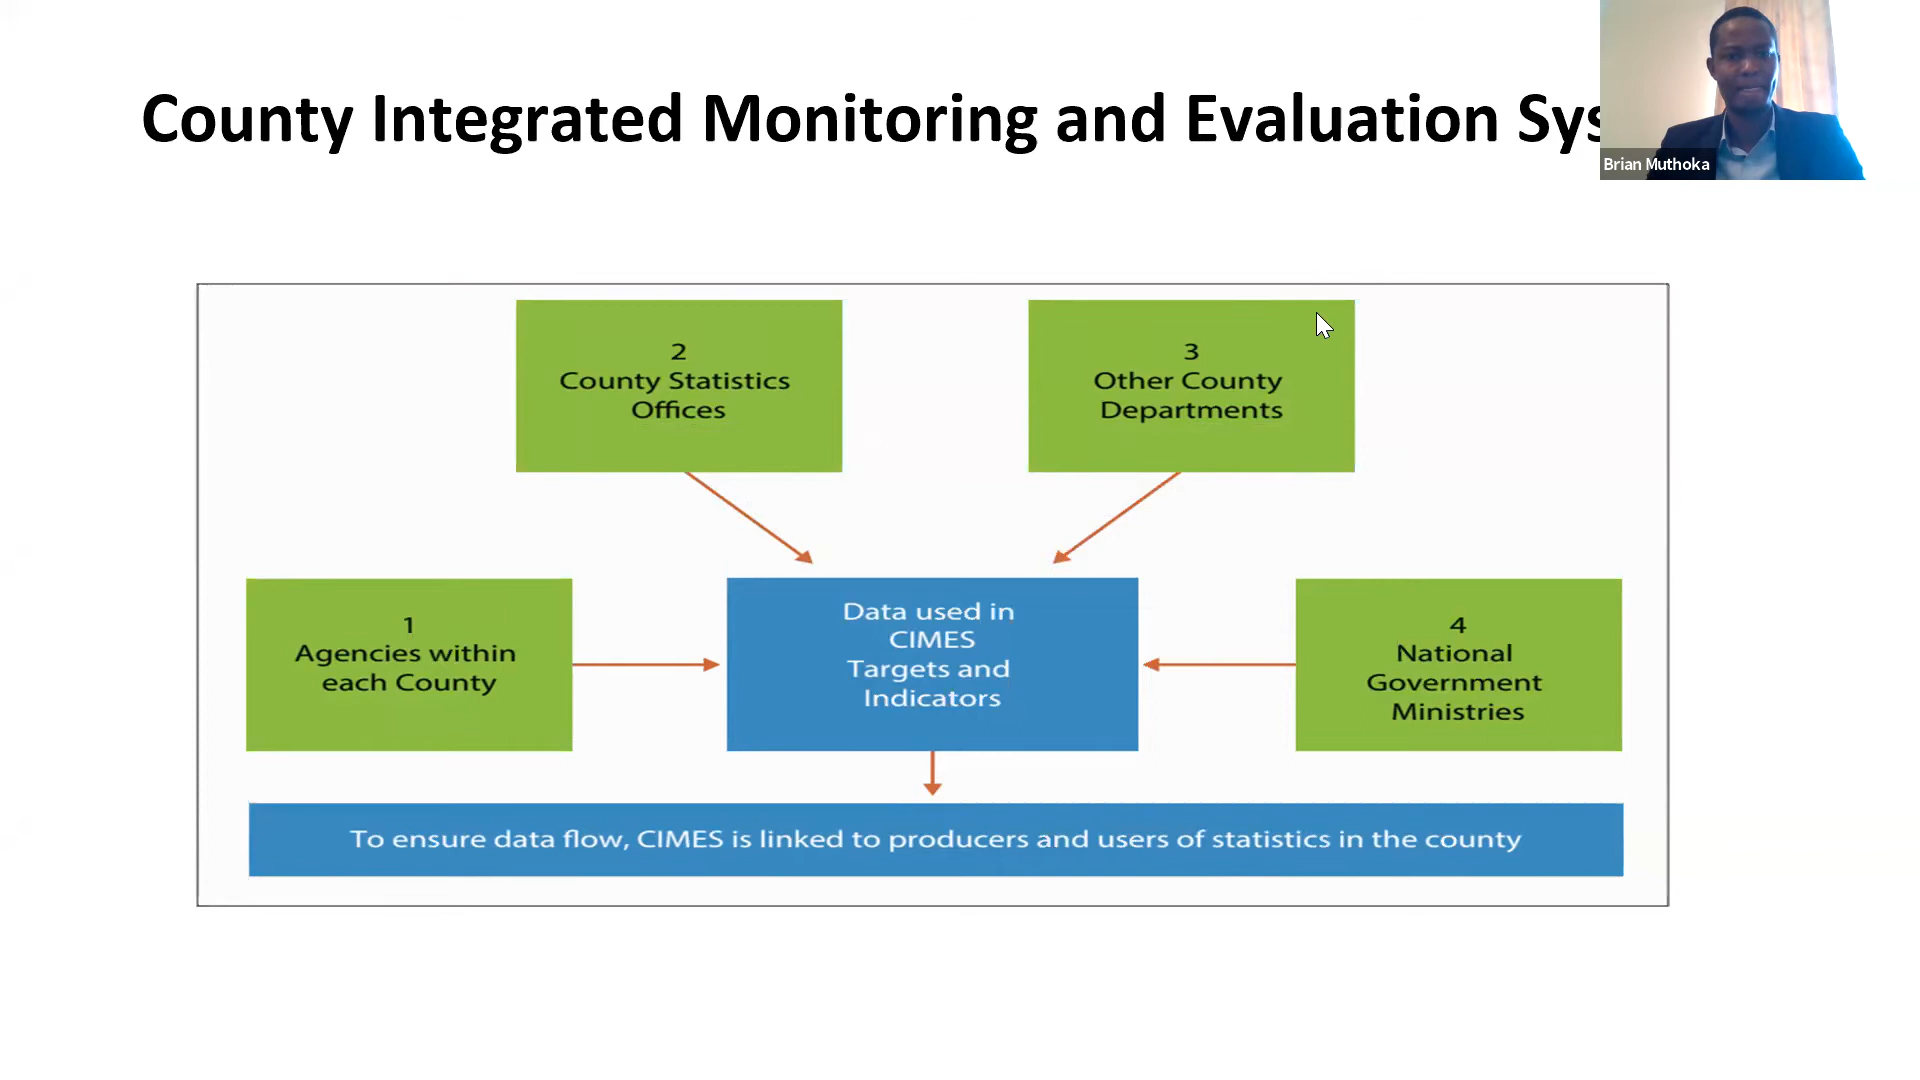 County Integrated Monitoring and Evaluation Sys
Brian Muthoka
2
County Statistics
Offices
3
Other County
Departments
1
Agencies within
each County
Data used in
CIMES
Targets and
Indicators
4
National
Government
Ministries
To ensure data flow, CIMES is linked to producers and users of statistics in the county